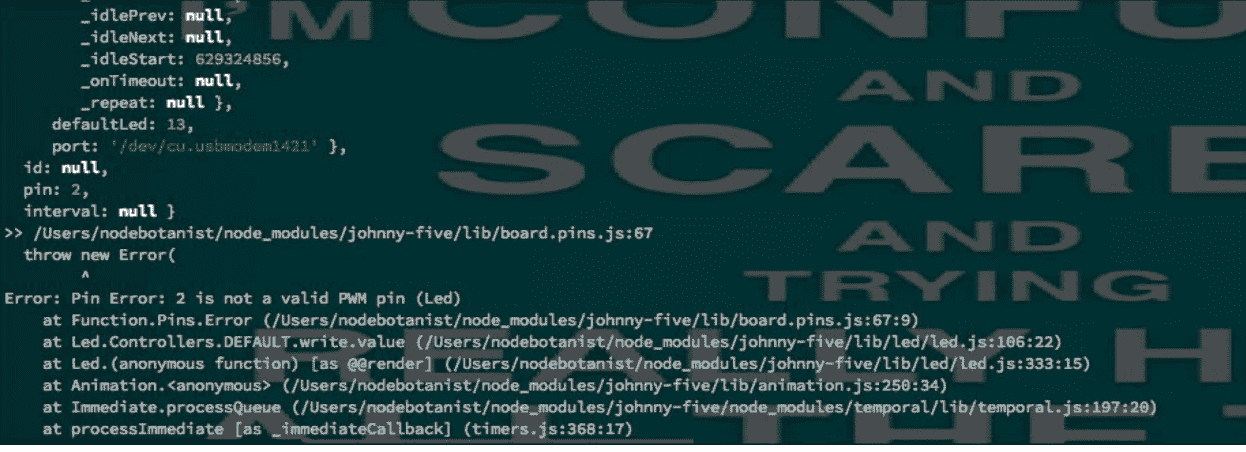 _idlePrev: null,
_idleNext: null,
_idleStart: 629324856,
_onTimeout: null,
_repeat: null },
defaultLed: 13,
port: '/dev/cu.usbmodem1421' },
id: null,
pin: 2,
interval: null }
>> /Users/nodebotanist/node_modules/johnny-five/lib/board.pins.js:67
throw new Error(
^
Error: Pin Error: 2 is not a valid PWM pin (Led)
at Function.Pins.Error (/Users/nodebotanist/node_modules/johnny-five/lib/board.pins.js:67:9)
at Led.Controllers.DEFAULT.write.value (/Users/nodebotanist/node_modules/johnny-five/lib/led/led.js:106:22)
at Led.(anonymous function) [as @@render] (/Users/nodebotanist/node_modules/johnny-five/lib/led/led.js:333:15)
at Animation.<anonymous> (/Users/nodebotanist/node_modules/johnny-five/lib/animation.js:250:34)
at Immediate.processQueue (/Users/nodebotanist/node_modules/johnny-five/node_modules/temporal/lib/temporal.js:197:20)
at processImmediate [as _immediateCallback] (timers.js:368:17)
AND
SCARE
AND
TRYING